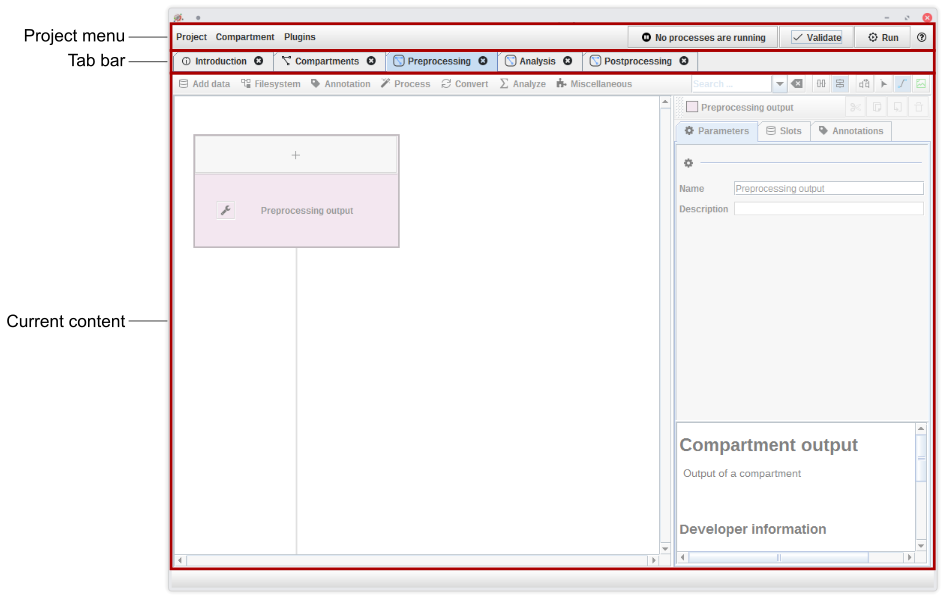 Project menu
Project Compartment Plugins No processes are running Validate Run
Tab bar
Introduction Compartments Preprocessing Analysis Postprocessing
Add data Filesystem Annotation Process Convert Analyze Miscellaneous Search ...
Preprocessing output
Parameters Slots Annotations
Preprocessing output
Name Preprocessing output
Description
Current content
Compartment output
Output of a compartment
Developer information